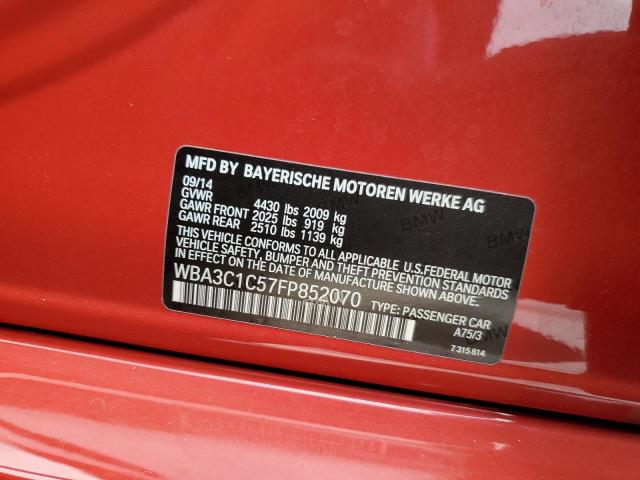 MFD BY BAYERISCHE MOTOREN WERKE AG
09/14
GVWR 4430 lbs 2009 kg
GAWR FRONT 2025 lbs 919 kg
GAWR REAR 2510 lbs 1139 kg
THIS VEHICLE CONFORMS TO ALL APPLICABLE U.S.FEDERAL MOTOR
VEHICLE SAFETY, BUMPER AND THEFT PREVENTION STANDARDS
IN EFFECT ON THE DATE OF MANUFACTURE SHOWN ABOVE.
WBA3C1C57FP852070
TYPE: PASSENGER CAR
A75/3
7 315 814
BMW
BMW
BMW